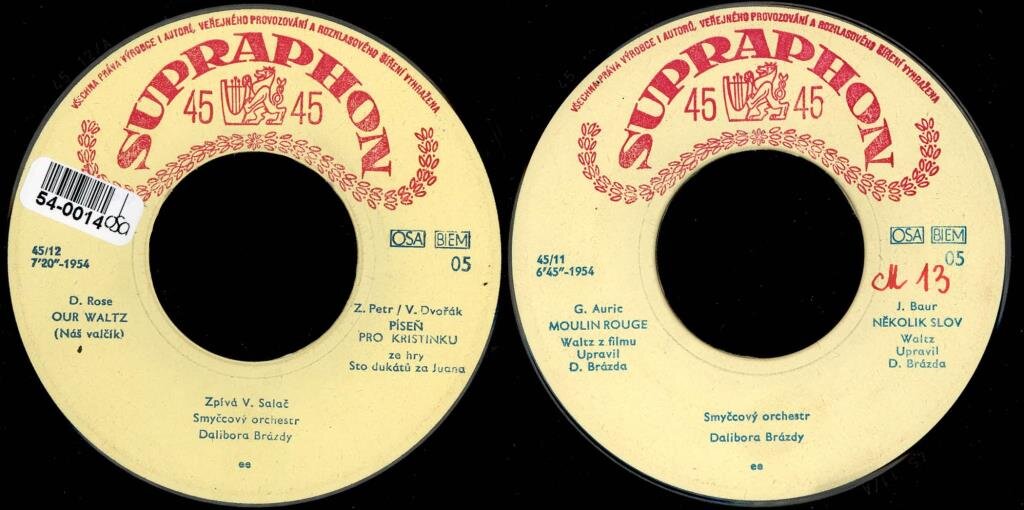 VŠECHNA PRÁVA VÝROBCE I AUTORŮ, VEŘEJNÉHO PROVOZOVÁNÍ A ROZHLASOVÉHO ŠÍŘENÍ VYHRAŽENA.
SUPRAPHON
45 45
54-0014
OSA
OSA BIEM
05
45/12
7'20"-1954
D. Rose
OUR WALTZ
(Náš valčík)
Z. Petr / V. Dvořák
PÍSEŇ
PRO KRISTINKU
ze hry
Sto dukátů za Juana
Zpívá V. Salač
Smyčcový orchestr
Dalibora Brázdy
ee
VŠECHNA PRÁVA VÝROBCE I AUTORŮ, VEŘEJNÉHO PROVOZOVÁNÍ A ROZHLASOVÉHO ŠÍŘENÍ VYHRAŽENA.
SUPRAPHON
45 45
OSA BIEM
05
M 13
45/11
6'45"-1954
G. Auric
MOULIN ROUGE
Waltz z filmu
Upravil
D. Brázda
J. Baur
NĚKOLIK SLOV
Waltz
Upravil
D. Brázda
Smyčcový orchestr
Dalibora Brázdy
ee